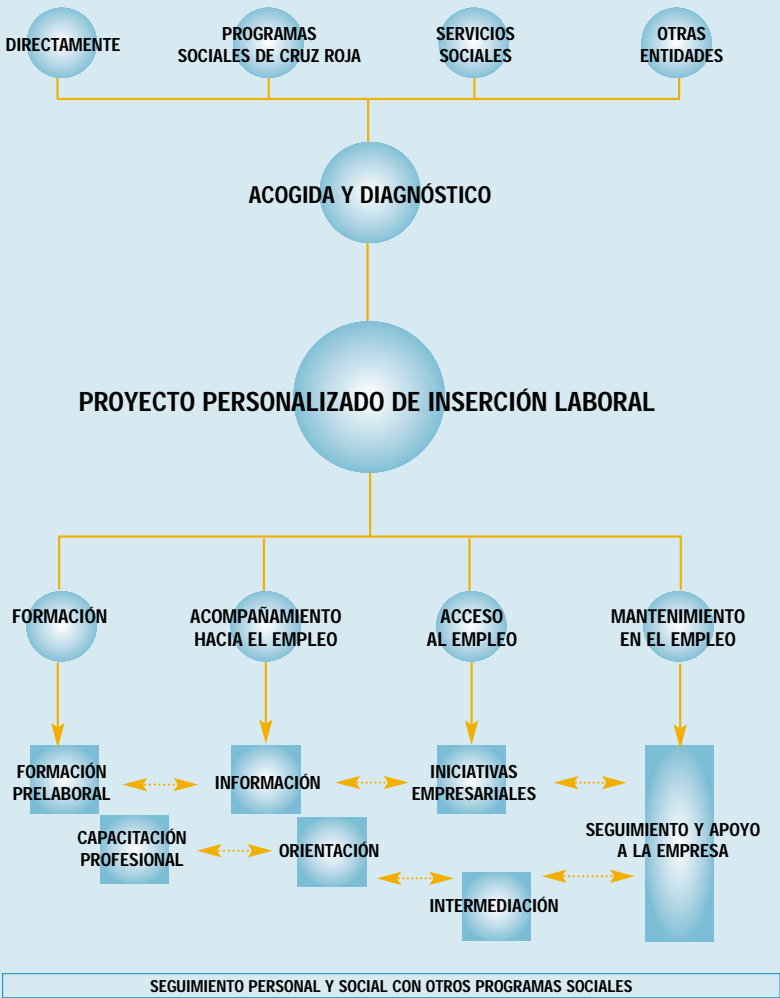 DIRECTAMENTE
PROGRAMAS
SOCIALES DE CRUZ ROJA
SERVICIOS
SOCIALES
OTRAS
ENTIDADES
ACOGIDA Y DIAGNÓSTICO
PROYECTO PERSONALIZADO DE INSERCIÓN LABORAL
FORMACIÓN
ACOMPAÑAMIENTO
HACIA EL EMPLEO
ACCESO
AL EMPLEO
MANTENIMIENTO
EN EL EMPLEO
FORMACIÓN
PRELABORAL
INFORMACIÓN
INICIATIVAS
EMPRESARIALES
CAPACITACIÓN
PROFESIONAL
ORIENTACIÓN
SEGUIMIENTO Y APOYO
A LA EMPRESA
INTERMEDIACIÓN
SEGUIMIENTO PERSONAL Y SOCIAL CON OTROS PROGRAMAS SOCIALES